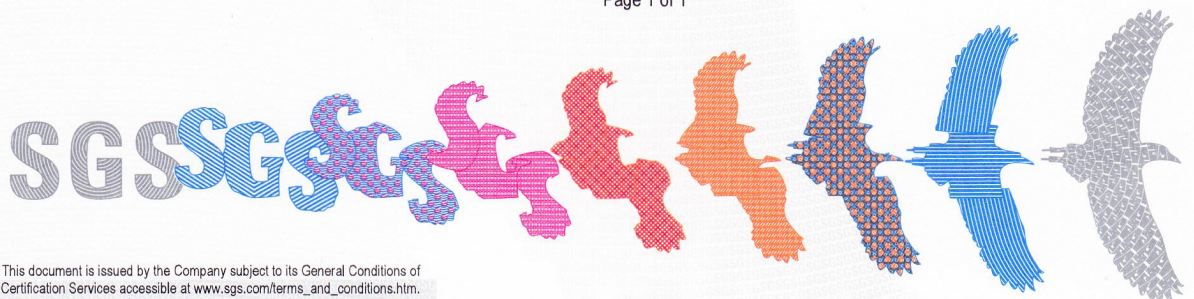 Page 1 of 1
SGS SGS SGS
This document is issued by the Company subject to its General Conditions of
Certification Services accessible at www.sgs.com/terms_and_conditions.htm.